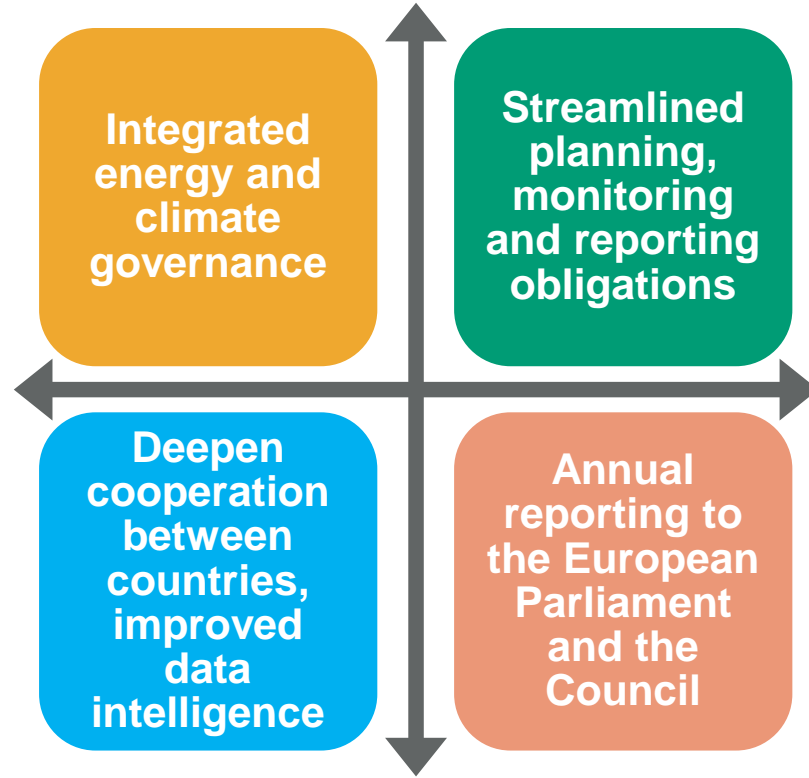 Integrated
energy and
climate
governance
Streamlined
planning,
monitoring
and reporting
obligations
Deepen
cooperation
between
countries,
improved
data
intelligence
Annual
reporting to
the European
Parliament
and the
Council